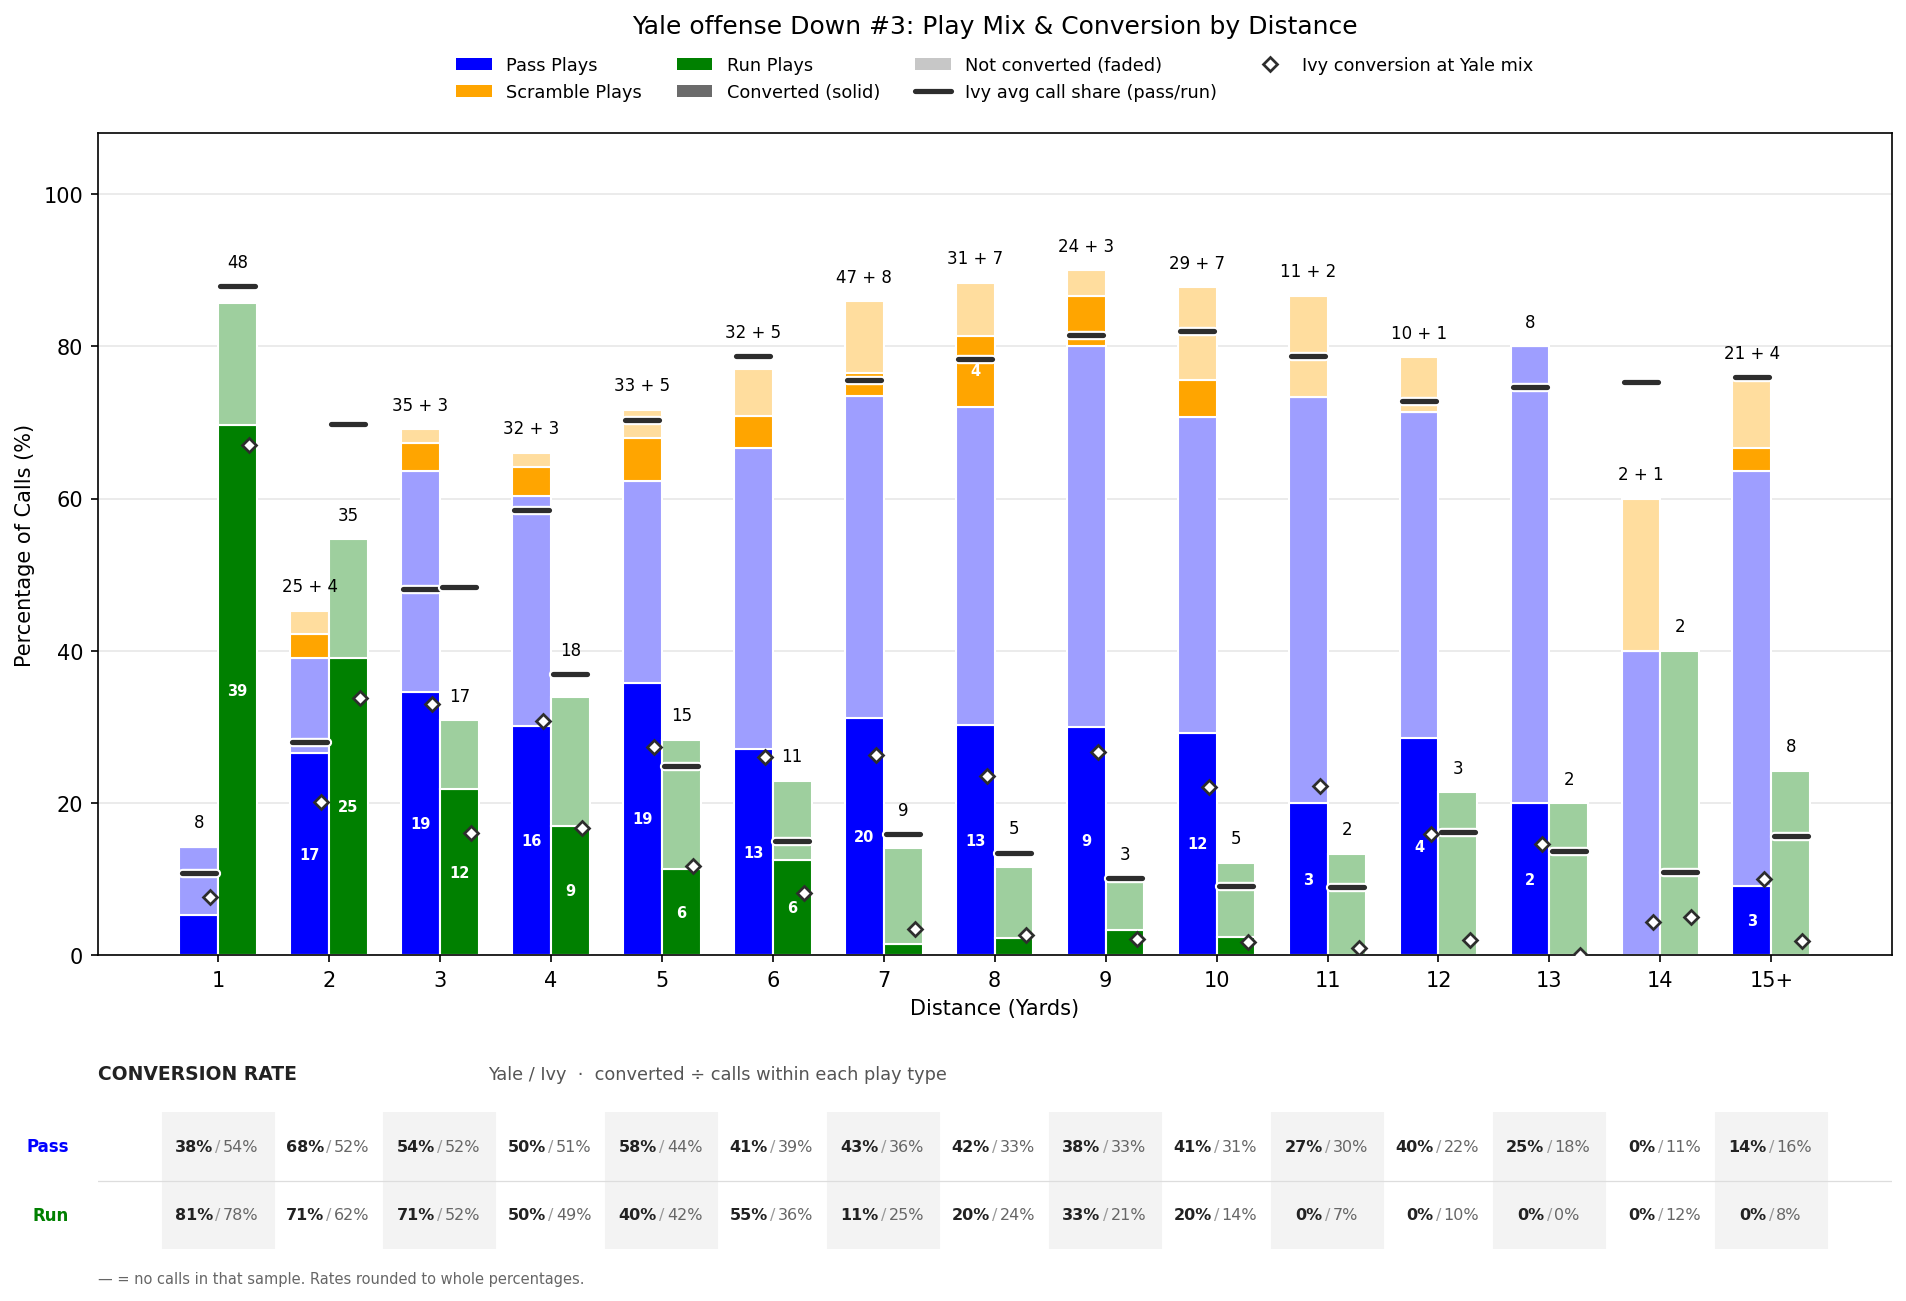 Yale offense Down #3: Play Mix & Conversion by Distance
Pass Plays Run Plays Not converted (faded) Ivy conversion at Yale mix
Scramble Plays Converted (solid) Ivy avg call share (pass/run)
Percentage of Calls (%)
100
80
60
40
20
0
8 48
25 + 4 35
35 + 3 17
32 + 3 18
33 + 5 15
32 + 5 11
47 + 8 9
31 + 7 5
24 + 3 3
29 + 7 5
11 + 2 2
10 + 1 3
8 2
2 + 1 2
21 + 4 8
39
17 25
19 12
16 9
19 6
13 6
20
4
13
9
12
3
4
2
3
1 2 3 4 5 6 7 8 9 10 11 12 13 14 15+
Distance (Yards)
CONVERSION RATE Yale / Ivy · converted ÷ calls within each play type
Pass 38% / 54% 68% / 52% 54% / 52% 50% / 51% 58% / 44% 41% / 39% 43% / 36% 42% / 33% 38% / 33% 41% / 31% 27% / 30% 40% / 22% 25% / 18% 0% / 11% 14% / 16%
Run 81% / 78% 71% / 62% 71% / 52% 50% / 49% 40% / 42% 55% / 36% 11% / 25% 20% / 24% 33% / 21% 20% / 14% 0% / 7% 0% / 10% 0% / 0% 0% / 12% 0% / 8%
— = no calls in that sample. Rates rounded to whole percentages.